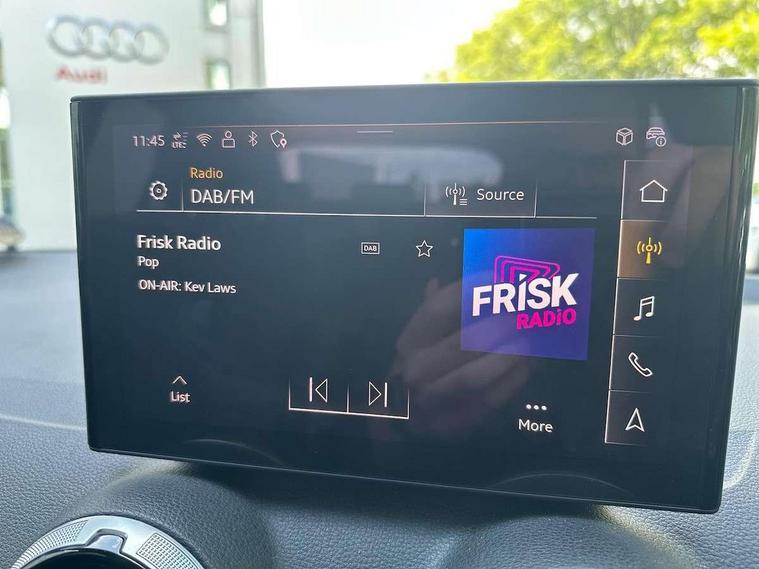 Audi
11:45 LTE
Radio
DAB/FM
Source
Frisk Radio
DAB
Pop
ON-AIR: Kev Laws
FRiSK
RADiO
List
More